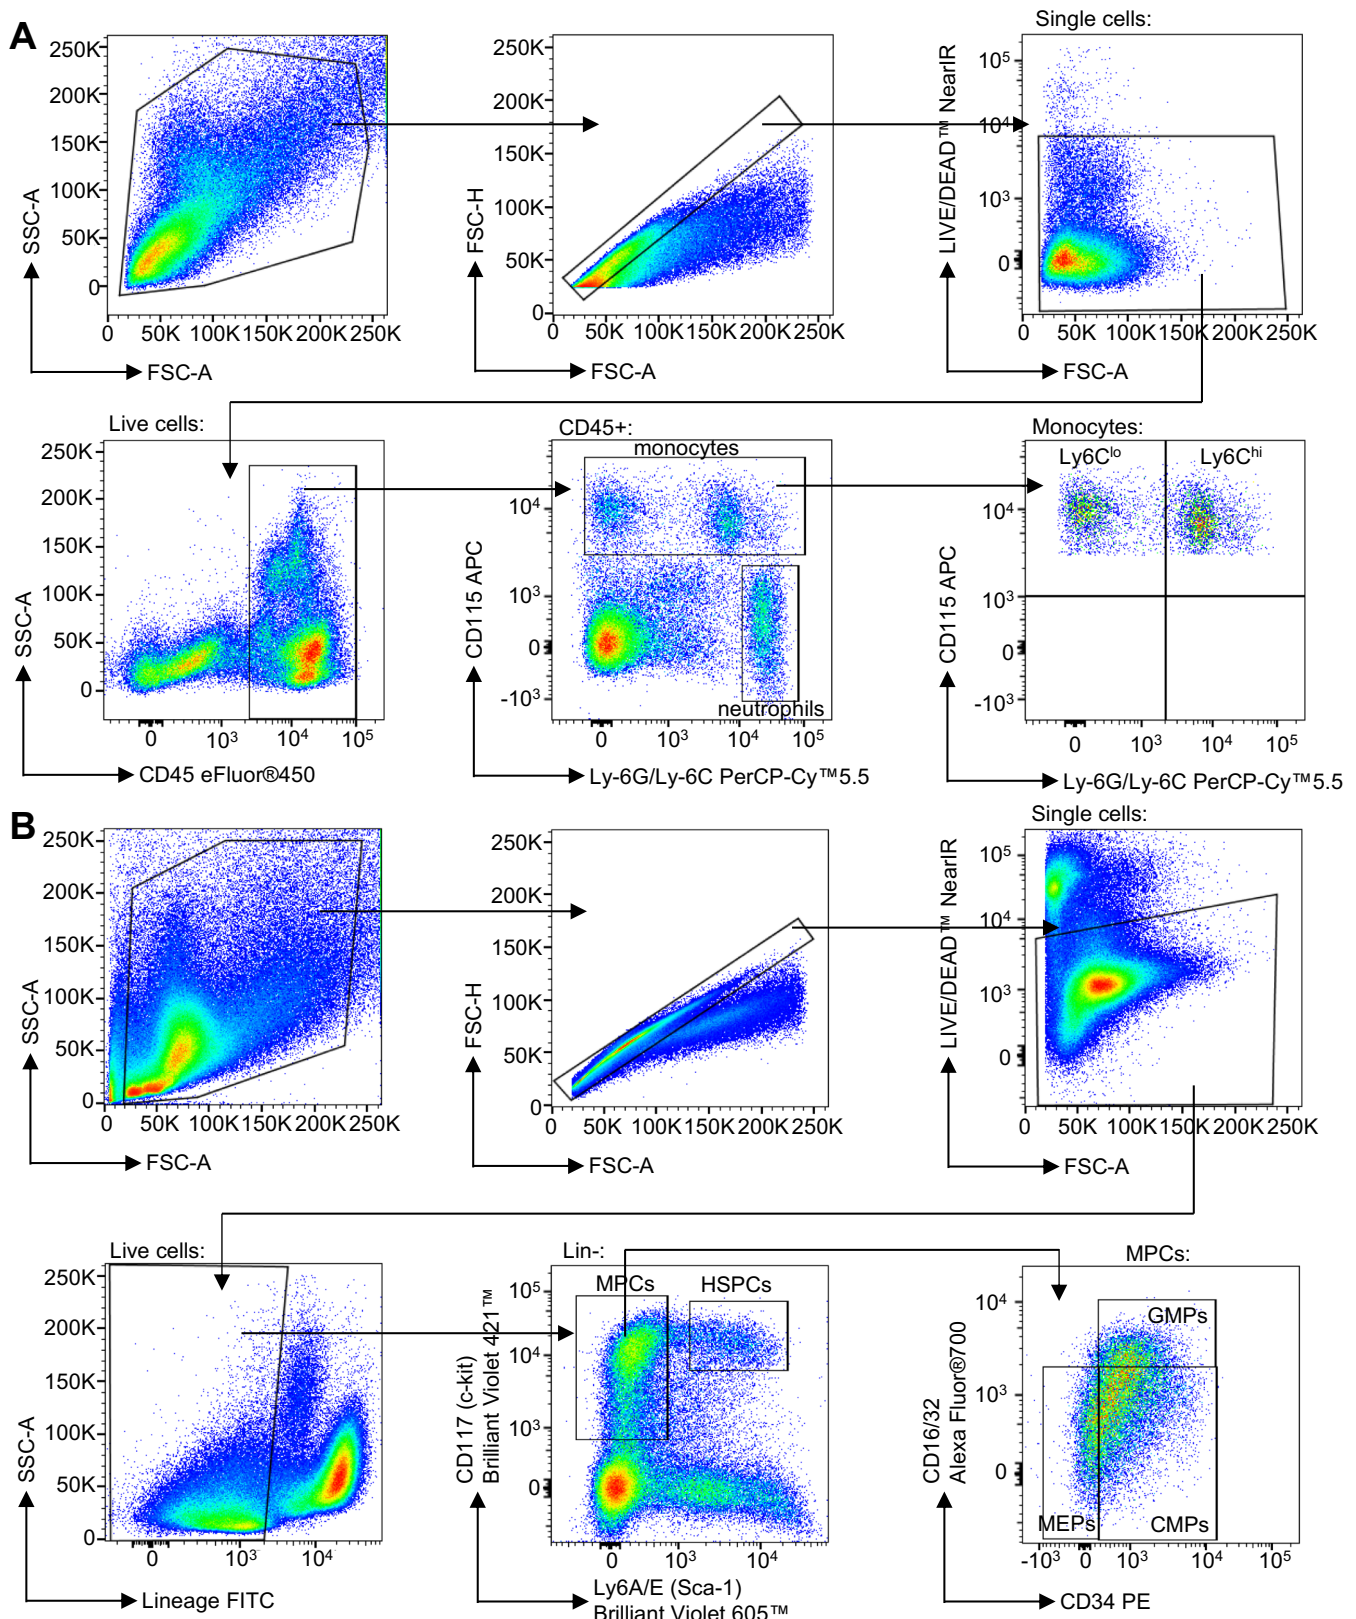 A
Single cells:
250K
200K
150K
100K
50K
0
SSC-A
0 50K 100K 150K 200K 250K
FSC-A
250K
200K
150K
100K
50K
0
FSC-H
0 50K 100K 150K 200K 250K
FSC-A
LIVE/DEAD™ NearIR
10⁵
10⁴
10³
0
0 50K 100K 150K 200K 250K
FSC-A
Live cells:
250K
200K
150K
100K
50K
0
SSC-A
0 10³ 10⁴ 10⁵
CD45 eFluor®450
CD45+:
monocytes
neutrophils
10⁴
10³
0
-10³
CD115 APC
0 10³ 10⁴ 10⁵
Ly-6G/Ly-6C PerCP-Cy™5.5
Monocytes:
Ly6Cˡᵒ Ly6Cʰⁱ
10⁴
10³
0
-10³
CD115 APC
0 10³ 10⁴ 10⁵
Ly-6G/Ly-6C PerCP-Cy™5.5
B
Single cells:
250K
200K
150K
100K
50K
0
SSC-A
0 50K 100K 150K 200K 250K
FSC-A
250K
200K
150K
100K
50K
0
FSC-H
0 50K 100K 150K 200K 250K
FSC-A
LIVE/DEAD™ NearIR
10⁵
10⁴
10³
0
0 50K 100K 150K 200K 250K
FSC-A
Live cells:
250K
200K
150K
100K
50K
0
SSC-A
0 10³ 10⁴
Lineage FITC
Lin-:
MPCs HSPCs
10⁵
10⁴
10³
0
CD117 (c-kit)
Brilliant Violet 421™
0 10³ 10⁴
Ly6A/E (Sca-1)
Brilliant Violet 605™
MPCs:
GMPs
MEPs CMPs
10⁴
10³
0
CD16/32
Alexa Fluor®700
-10³ 0 10³ 10⁴ 10⁵
CD34 PE